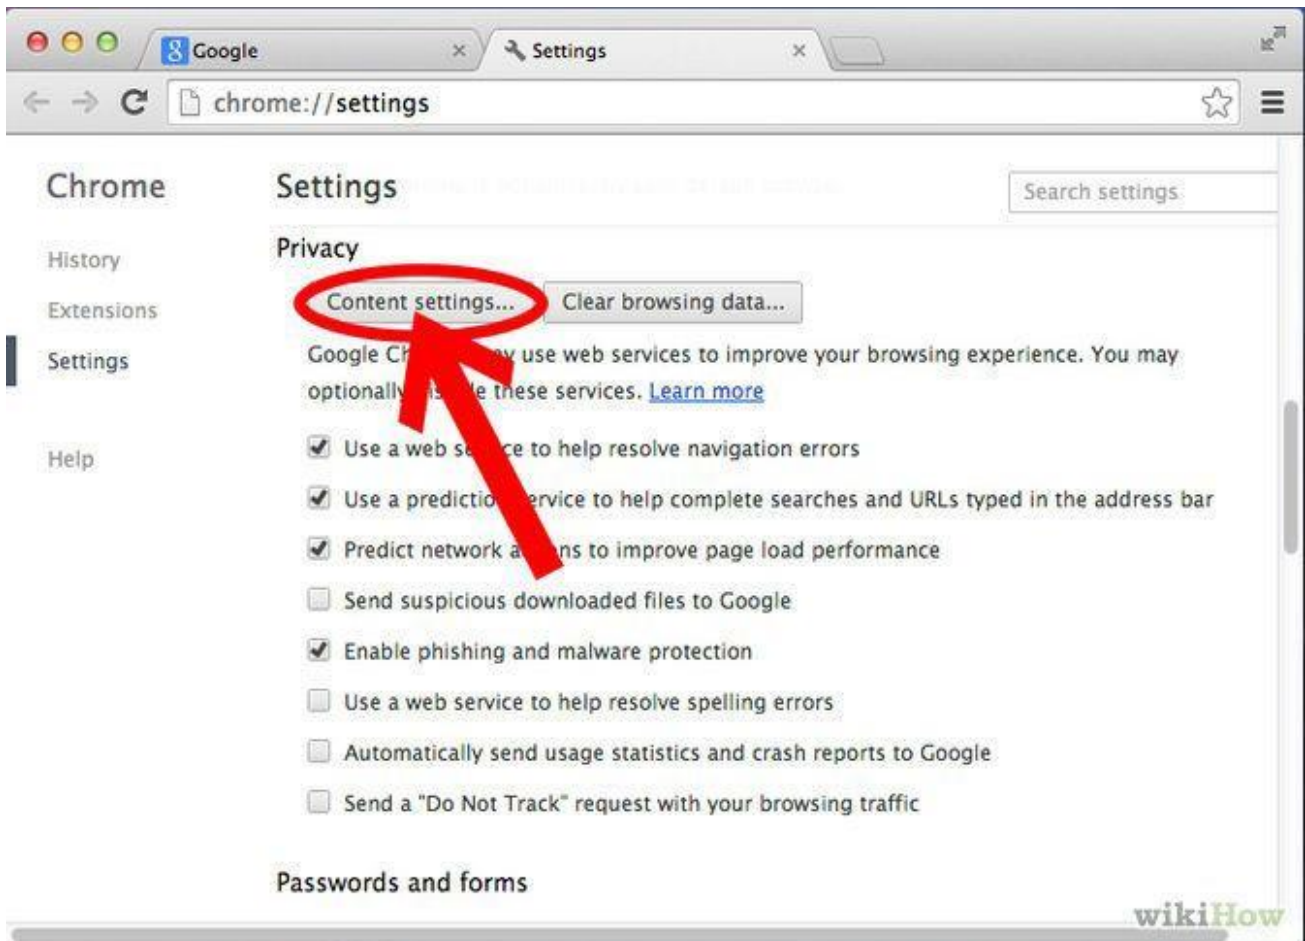 Google
Settings
chrome://settings
Chrome
Settings
Search settings
History
Extensions
Settings
Help
Privacy
Content settings...
Clear browsing data...
Google use web services to improve your browsing experience. You may
optionally these services. Learn more
Use a web to help resolve navigation errors
Use a to help complete searches and URLs typed in the address bar
Predict network to improve page load performance
Send suspicious downloaded files to Google
Enable phishing and malware protection
Use a web service to help resolve spelling errors
Automatically send usage statistics and crash reports to Google
Send a "Do Not Track" request with your browsing traffic
Passwords and forms
wikiHow